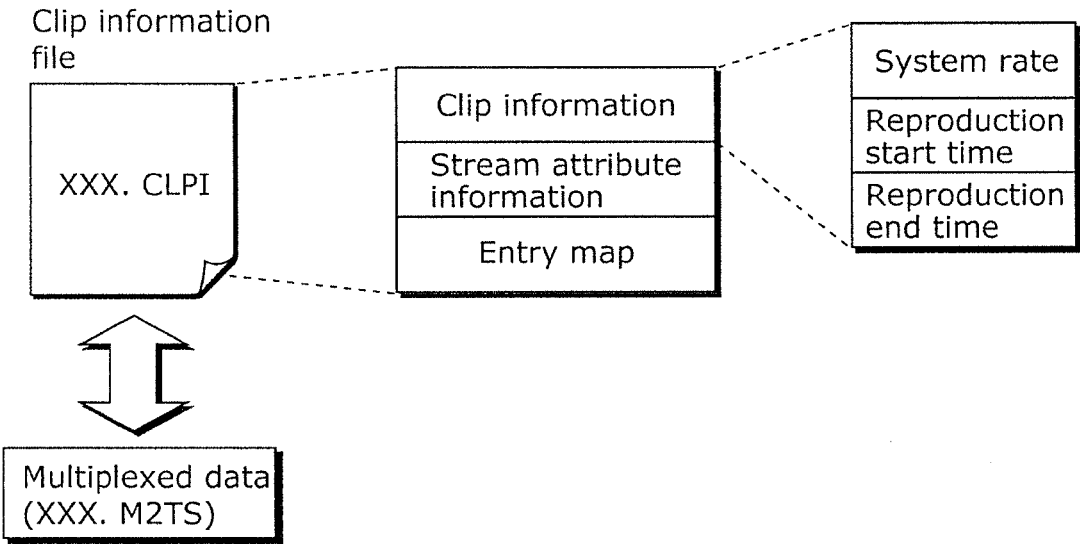 Clip information
file
XXX. CLPI
Clip information
Stream attribute
information
Entry map
System rate
Reproduction
start time
Reproduction
end time
Multiplexed data
(XXX. M2TS)